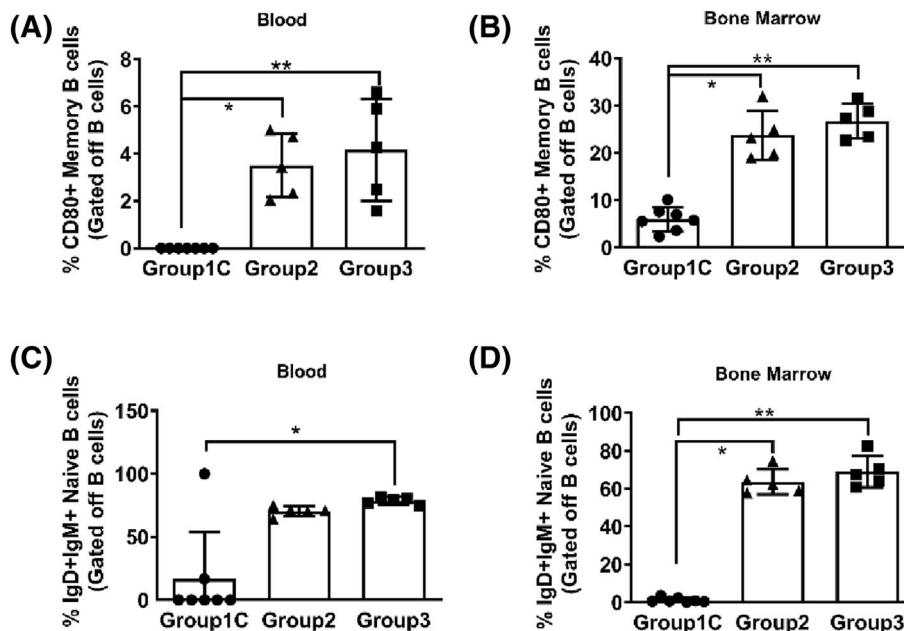 (A)
Blood
% CD80+ Memory B cells
(Gated off B cells)
8
6
4
2
0
**
*
Group1C Group2 Group3
(B)
Bone Marrow
% CD80+ Memory B cells
(Gated off B cells)
40
30
20
10
0
**
*
Group1C Group2 Group3
(C)
Blood
% IgD+IgM+ Naive B cells
(Gated off B cells)
150
100
50
0
*
Group1C Group2 Group3
(D)
Bone Marrow
% IgD+IgM+ Naive B cells
(Gated off B cells)
100
80
60
40
20
0
**
*
Group1C Group2 Group3